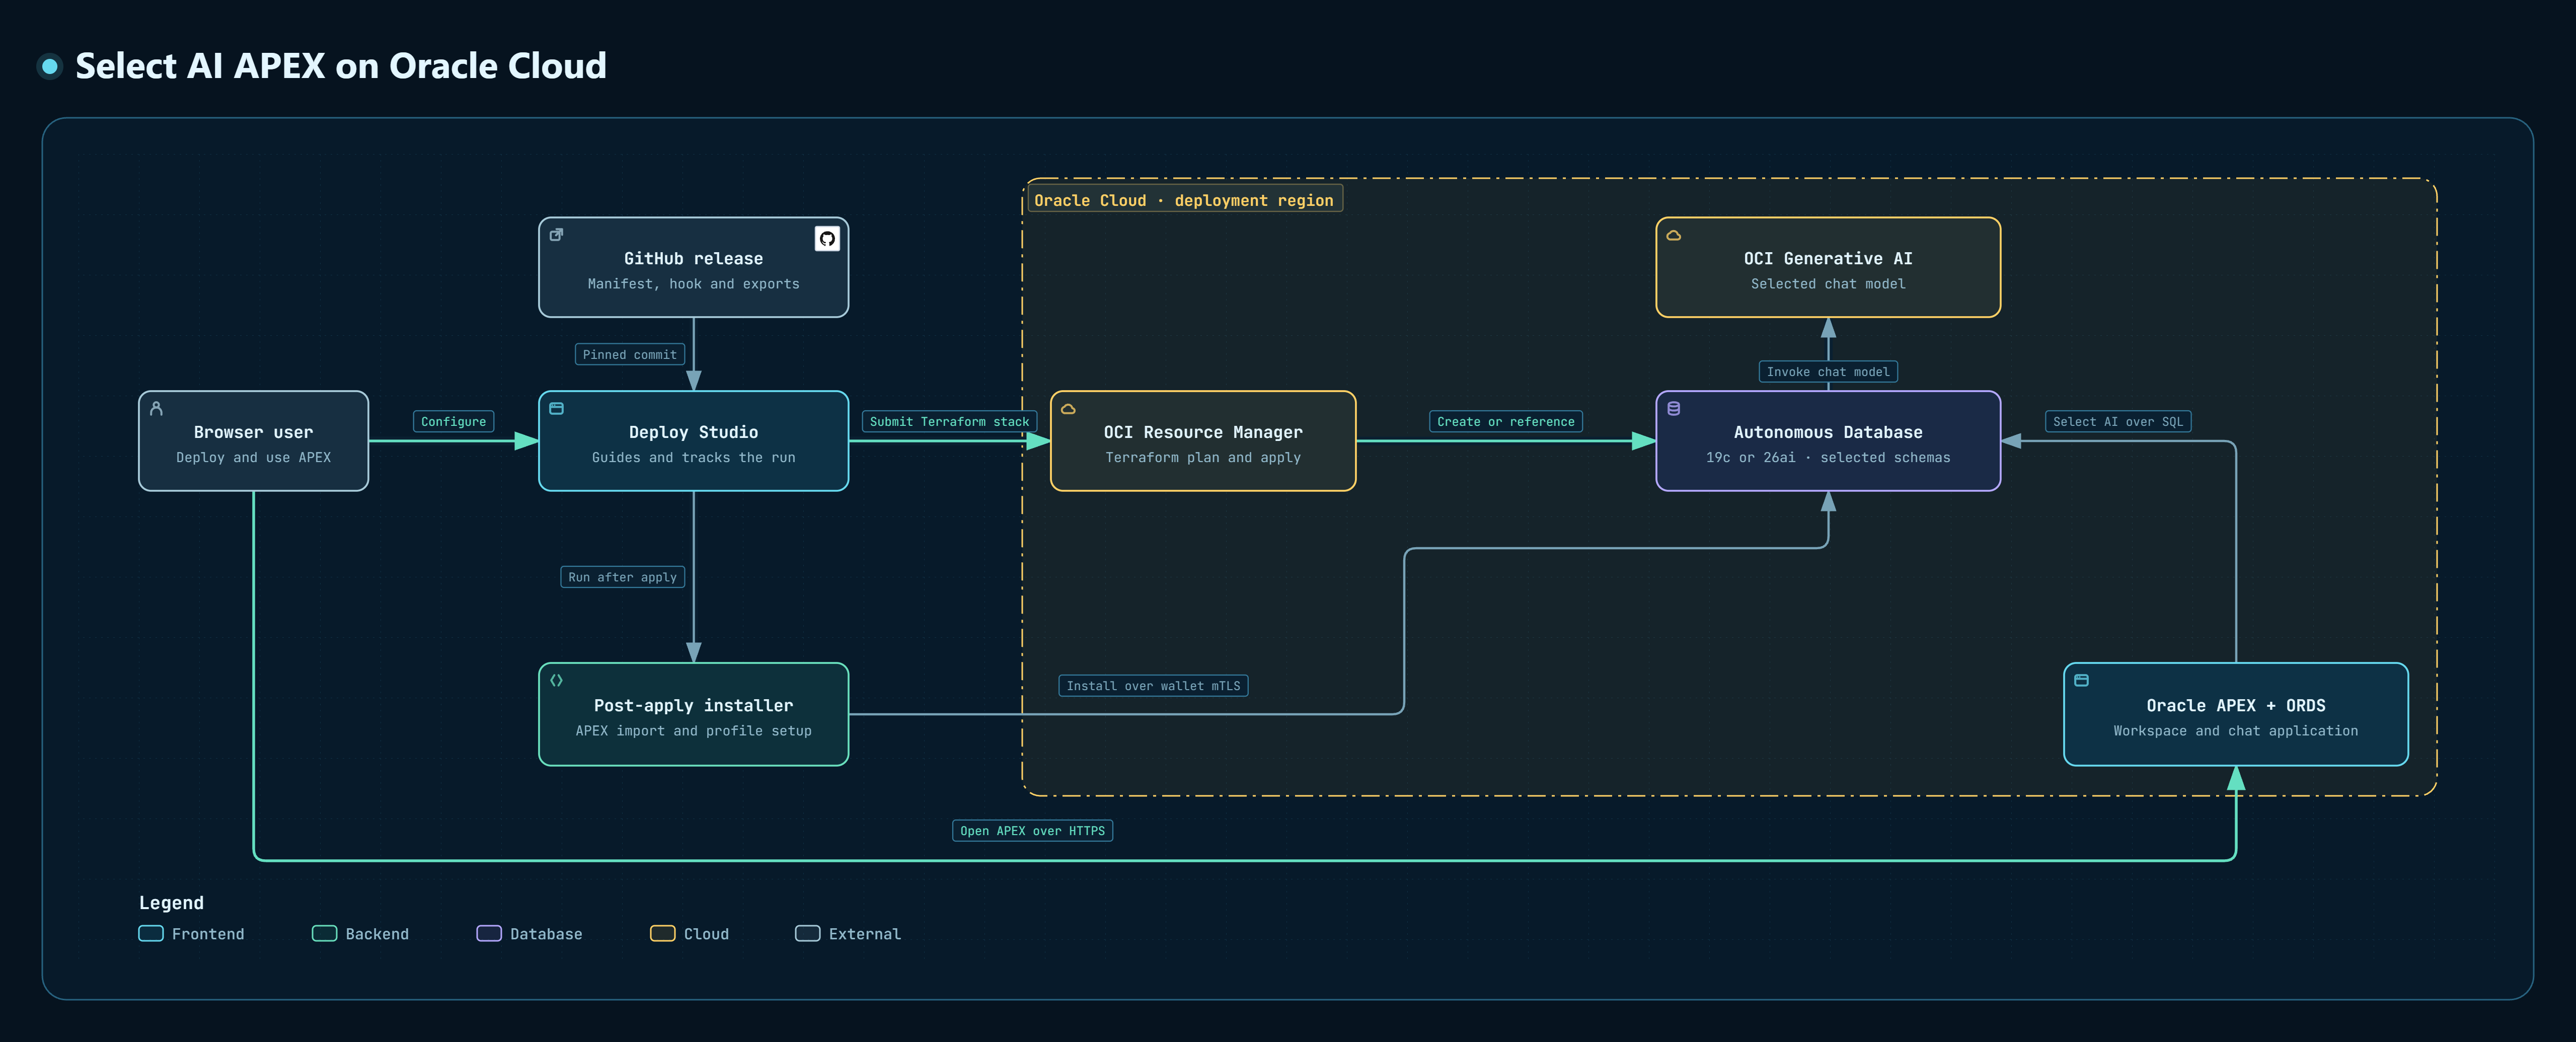 Select AI APEX on Oracle Cloud
Oracle Cloud · deployment region
GitHub release
Manifest, hook and exports
OCI Generative AI
Selected chat model
Pinned commit
Invoke chat model
Browser user
Deploy and use APEX
Configure
Deploy Studio
Guides and tracks the run
Submit Terraform stack
OCI Resource Manager
Terraform plan and apply
Create or reference
Autonomous Database
19c or 26ai · selected schemas
Select AI over SQL
Run after apply
Post-apply installer
APEX import and profile setup
Install over wallet mTLS
Oracle APEX + ORDS
Workspace and chat application
Open APEX over HTTPS
Legend
Frontend
Backend
Database
Cloud
External